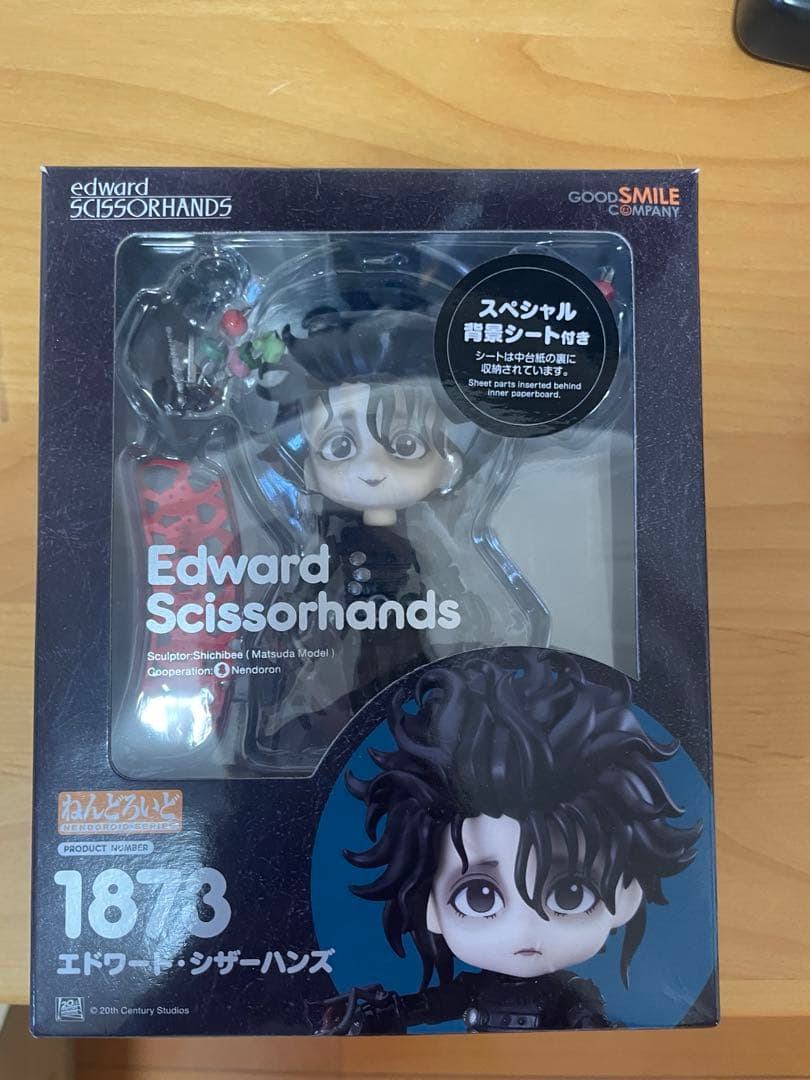 edward
SCISSORHANDS
GOODSMILE
COMPANY
スペシャル
背景シート付き
シートは中台紙の裏に
収納されています。
Sheet parts inserted behind
inner paperboard.
Edward
Scissorhands
Sculptor:Shichibee ( Matsuda Model )
Cooperation: Nendoron
ねんどろいど
NENDOROID SERIES
PRODUCT NUMBER
1873
エドワード・シザーハンズ
© 20th Century Studios